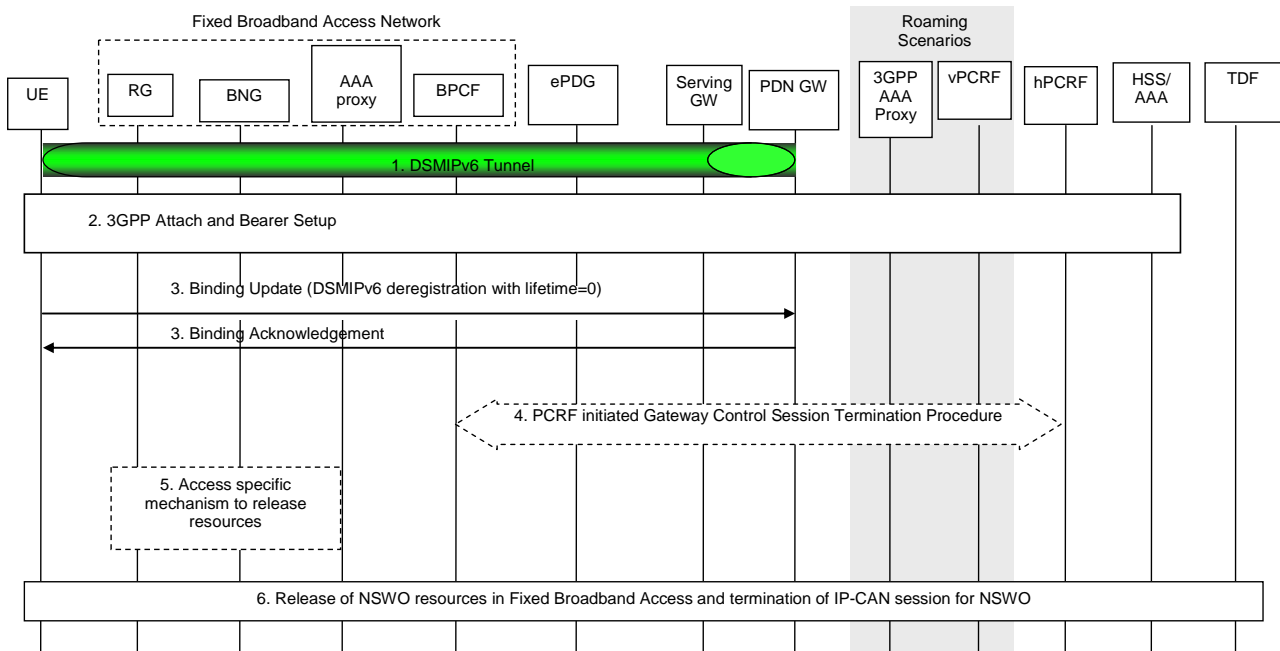 Fixed Broadband Access Network
Roaming
Scenarios
UE
RG
BNG
AAA
proxy
BPCF
ePDG
Serving
GW
PDN GW
3GPP
AAA
Proxy
vPCRF
hPCRF
HSS/
AAA
TDF
1. DSMIPv6 Tunnel
2. 3GPP Attach and Bearer Setup
3. Binding Update (DSMIPv6 deregistration with lifetime=0)
3. Binding Acknowledgement
4. PCRF initiated Gateway Control Session Termination Procedure
5. Access specific
mechanism to release
resources
6. Release of NSWO resources in Fixed Broadband Access and termination of IP-CAN session for NSWO